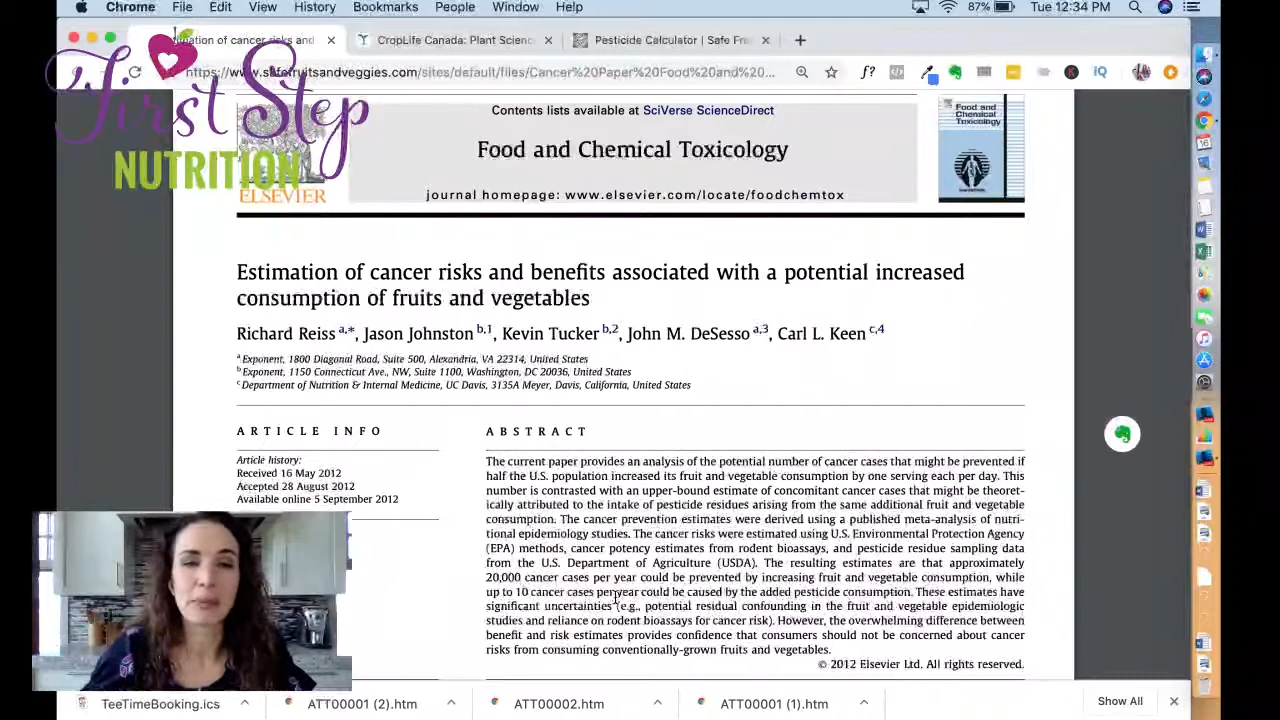 Chrome File Edit View History Bookmarks People Window Help 87% Tue 12:34 PM
mation of cancer risks and
CropLife Canada: Plant Scienc
Pesticide Calculator | Safe Fru
https://www.safefruitsandveggies.com/sites/default/files/Cancer%20Paper%20Food%20and%20...
First Step
NUTRITION
Contents lists available at SciVerse ScienceDirect
Food and Chemical Toxicology
journal homepage: www.elsevier.com/locate/foodchemtox
ELSEVIER
Food and
Chemical
Toxicology
Estimation of cancer risks and benefits associated with a potential increased
consumption of fruits and vegetables
Richard Reiss a,*, Jason Johnston b,1, Kevin Tucker b,2, John M. DeSesso a,3, Carl L. Keen c,4
a Exponent, 1800 Diagonal Road, Suite 500, Alexandria, VA 22314, United States
b Exponent, 1150 Connecticut Ave., NW, Suite 1100, Washington, DC 20036, United States
c Department of Nutrition & Internal Medicine, UC Davis, 3135A Meyer, Davis, California, United States
ARTICLE INFO
Article history:
Received 16 May 2012
Accepted 28 August 2012
Available online 5 September 2012
ABSTRACT
The current paper provides an analysis of the potential number of cancer cases that might be prevented if
half the U.S. population increased its fruit and vegetable consumption by one serving each per day. This
number is contrasted with an upper-bound estimate of concomitant cancer cases that might be theoret-
ically attributed to the intake of pesticide residues arising from the same additional fruit and vegetable
consumption. The cancer prevention estimates were derived using a published meta-analysis of nutri-
tional epidemiology studies. The cancer risks were estimated using U.S. Environmental Protection Agency
(EPA) methods, cancer potency estimates from rodent bioassays, and pesticide residue sampling data
from the U.S. Department of Agriculture (USDA). The resulting estimates are that approximately
20,000 cancer cases per year could be prevented by increasing fruit and vegetable consumption, while
up to 10 cancer cases per year could be caused by the added pesticide consumption. These estimates have
significant uncertainties (e.g., potential residual confounding in the fruit and vegetable epidemiologic
studies and reliance on rodent bioassays for cancer risk). However, the overwhelming difference between
benefit and risk estimates provides confidence that consumers should not be concerned about cancer
risks from consuming conventionally-grown fruits and vegetables.
© 2012 Elsevier Ltd. All rights reserved.
TeeTimeBooking.ics
ATT00001 (2).htm
ATT00002.htm
ATT00001 (1).htm
Show All